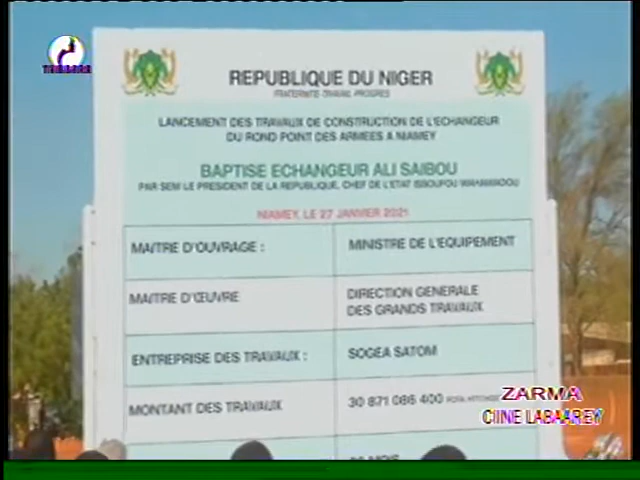 REPUBLIQUE DU NIGER
FRATERNITE-TRAVAIL-PROGRES
LANCEMENT DES TRAVAUX DE CONSTRUCTION DE L'ECHANGEUR
DU ROND POINT DES ARMEES A NIAMEY
BAPTISE ECHANGEUR ALI SAIBOU
PAR SEM LE PRESIDENT DE LA REPUBLIQUE, CHEF DE L'ETAT ISSOUFOU MAHAMADOU
NIAMEY, LE 27 JANVIER 2021
MAITRE D'OUVRAGE : MINISTRE DE L'EQUIPEMENT
MAITRE D'ŒUVRE DIRECTION GENERALE
DES GRANDS TRAVAUX
ENTREPRISE DES TRAVAUX : SOGEA SATOM
MONTANT DES TRAVAUX 30 871 086 400 FCFA
MOIS
ZARMA
CIINE LABAAREY